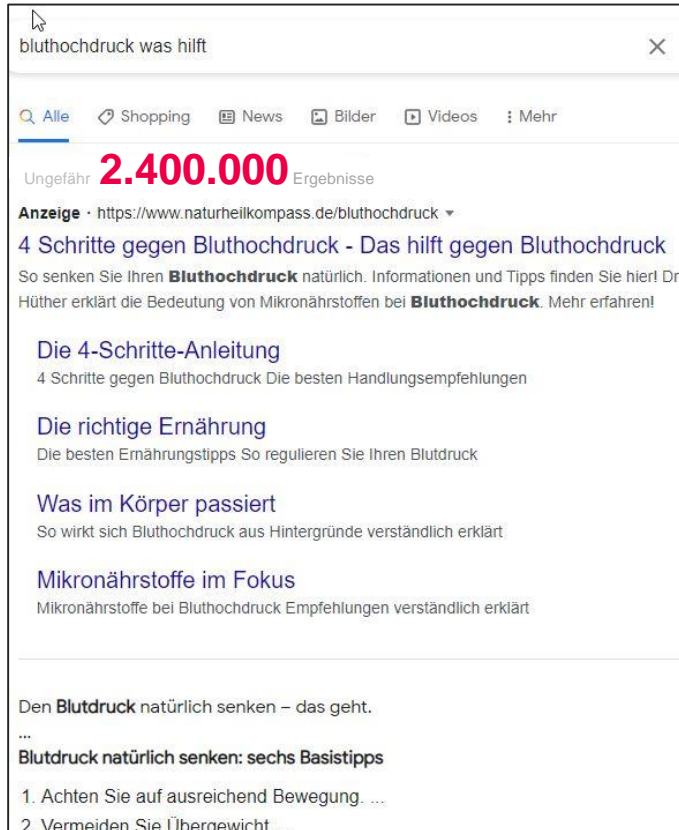 bluthochdruck was hilft
Alle Shopping News Bilder Videos Mehr
Ungefähr 2.400.000 Ergebnisse
Anzeige · https://www.naturheilkompass.de/bluthochdruck
4 Schritte gegen Bluthochdruck - Das hilft gegen Bluthochdruck
So senken Sie Ihren Bluthochdruck natürlich. Informationen und Tipps finden Sie hier! Dr
Hüther erklärt die Bedeutung von Mikronährstoffen bei Bluthochdruck. Mehr erfahren!
Die 4-Schritte-Anleitung
4 Schritte gegen Bluthochdruck Die besten Handlungsempfehlungen
Die richtige Ernährung
Die besten Ernährungstipps So regulieren Sie Ihren Blutdruck
Was im Körper passiert
So wirkt sich Bluthochdruck aus Hintergründe verständlich erklärt
Mikronährstoffe im Fokus
Mikronährstoffe bei Bluthochdruck Empfehlungen verständlich erklärt
Den Blutdruck natürlich senken – das geht.
...
Blutdruck natürlich senken: sechs Basistipps
1. Achten Sie auf ausreichend Bewegung. ...
2. Vermeiden Sie Übergewicht. ...